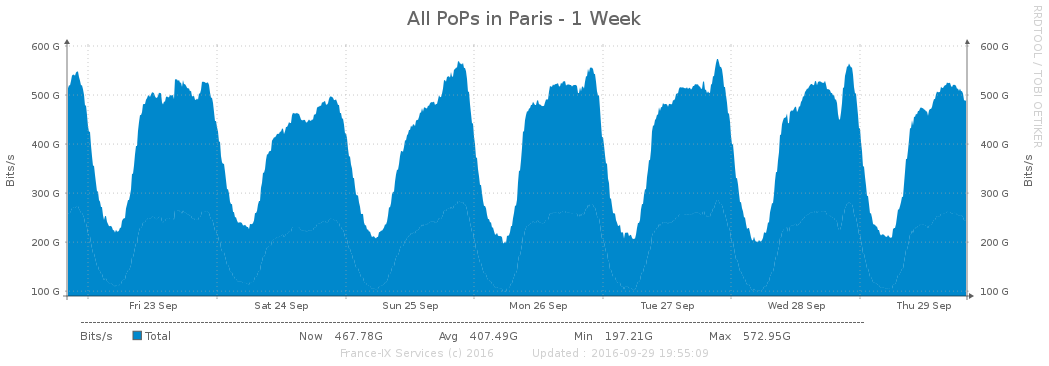 All PoPs in Paris - 1 Week
RRDTOOL / TOBI OETIKER
600 G 600 G
500 G 500 G
400 G 400 G
300 G 300 G
200 G 200 G
100 G 100 G
Bits/s
Bits/s
Fri 23 Sep Sat 24 Sep Sun 25 Sep Mon 26 Sep Tue 27 Sep Wed 28 Sep Thu 29 Sep
Bits/s Total Now 467.78G Avg 407.49G Min 197.21G Max 572.95G
France-IX Services (c) 2016 Updated : 2016-09-29 19:55:09